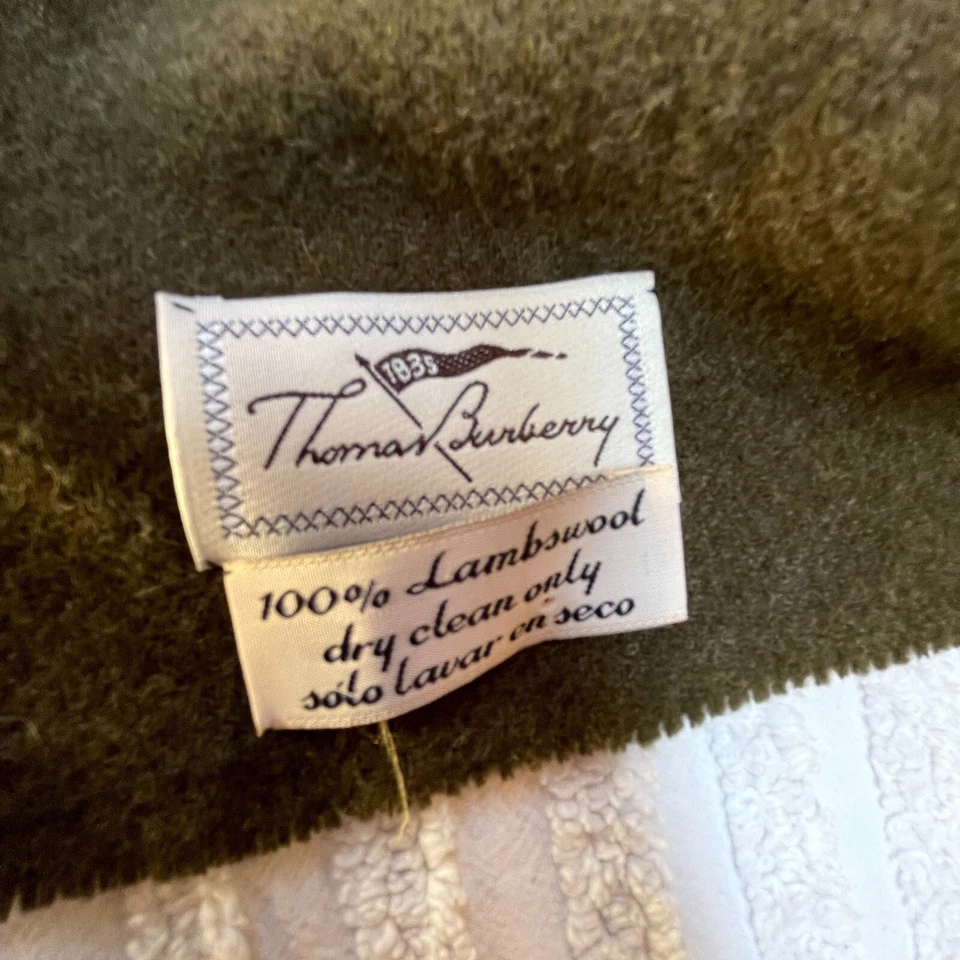 1835
Thomas Burberry
100% Lambswool
dry clean only
sólo lavar en seco